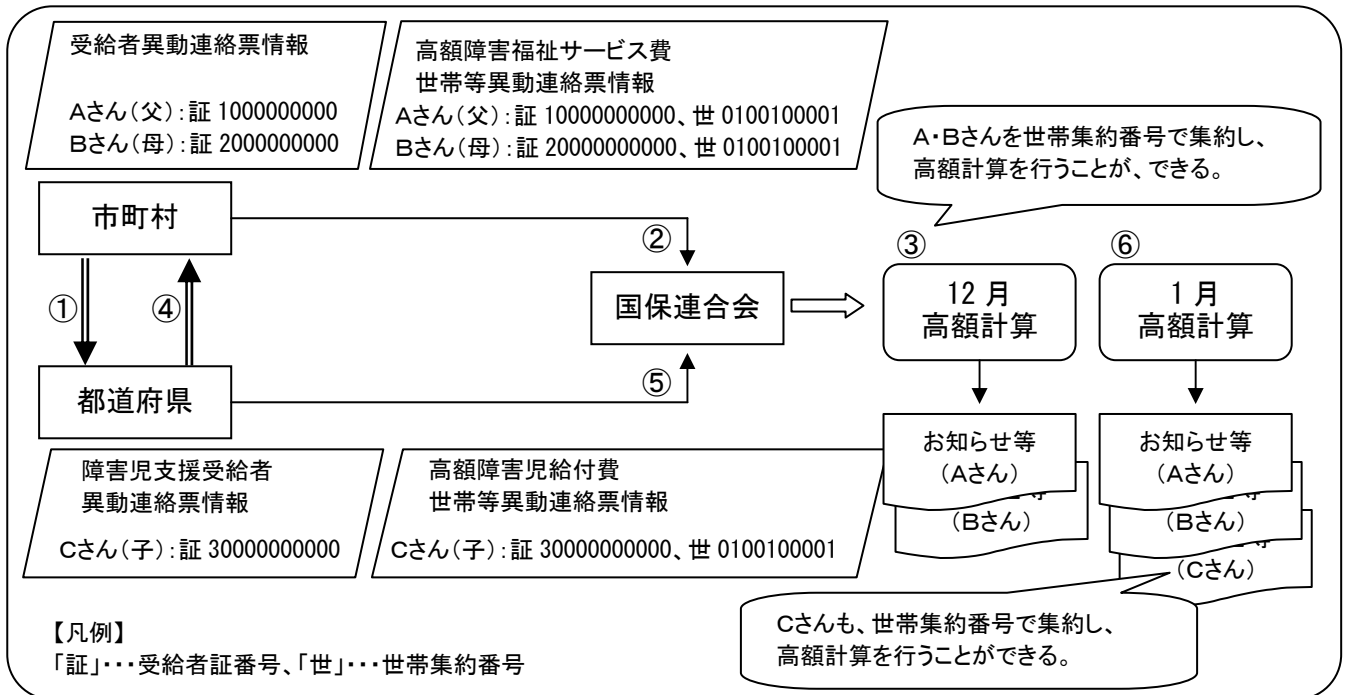 受給者異動連絡票情報
Aさん(父):証 1000000000
Bさん(母):証 2000000000
高額障害福祉サービス費
世帯等異動連絡票情報
Aさん(父):証 10000000000、世 0100100001
Bさん(母):証 20000000000、世 0100100001
A・Bさんを世帯集約番号で集約し、
高額計算を行うことが、できる。
市町村
①
④
②
都道府県
⑤
国保連合会
③
12 月
高額計算
⑥
1 月
高額計算
お知らせ等
(Aさん)
(Bさん)
お知らせ等
(Aさん)
(Bさん)
(Cさん)
障害児支援受給者
異動連絡票情報
Cさん(子):証 30000000000
高額障害児給付費
世帯等異動連絡票情報
Cさん(子):証 30000000000、世 0100100001
Cさんも、世帯集約番号で集約し、
高額計算を行うことができる。
【凡例】
「証」・・・受給者証番号、「世」・・・世帯集約番号